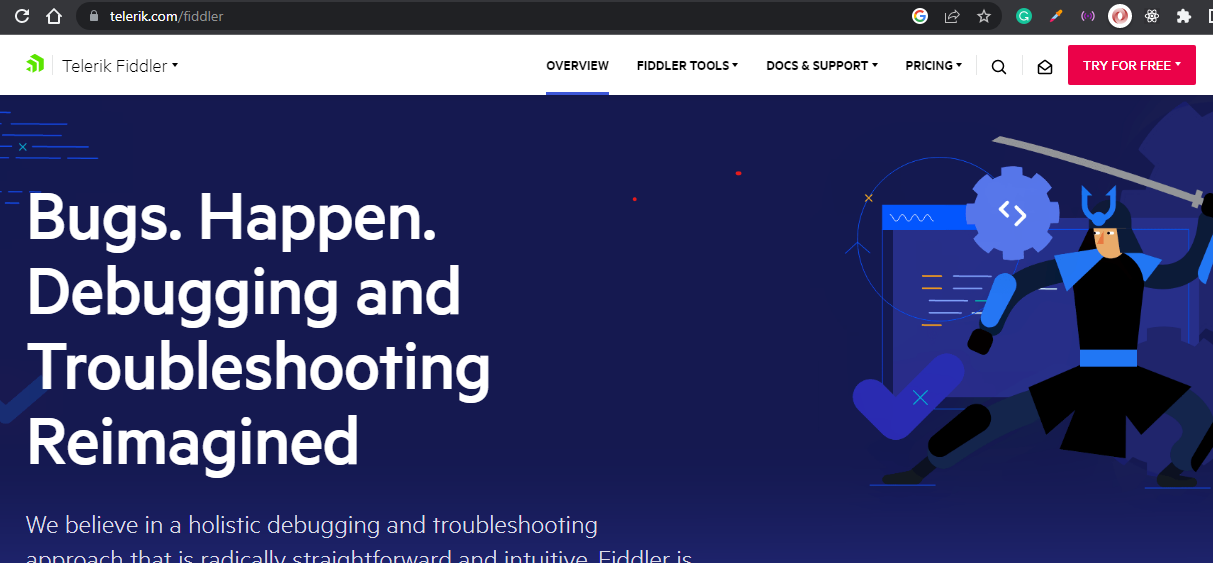 telerik.com/fiddler
Telerik Fiddler
OVERVIEW FIDDLER TOOLS DOCS & SUPPORT PRICING TRY FOR FREE
Bugs. Happen.
Debugging and
Troubleshooting
Reimagined
We believe in a holistic debugging and troubleshooting
approach that is radically straightforward and intuitive. Fiddler is